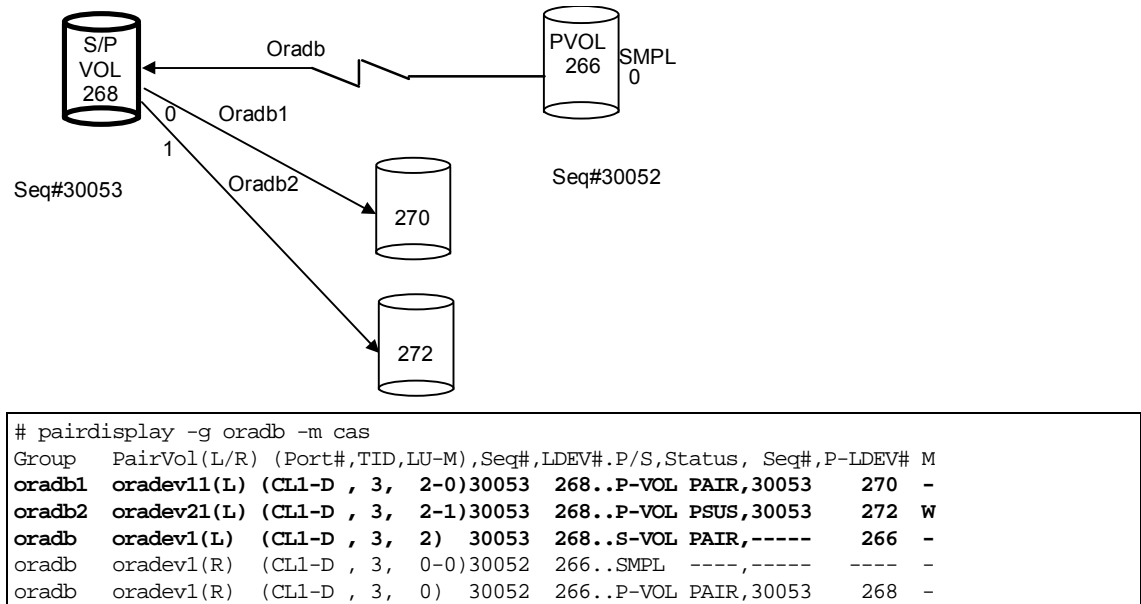 S/P
VOL
268
Oradb
PVOL
266
SMPL
0
0
Oradb1
1
Oradb2
Seq#30053
Seq#30052
270
272
# pairdisplay -g oradb -m cas
Group   PairVol(L/R) (Port#,TID,LU-M),Seq#,LDEV#.P/S,Status, Seq#,P-LDEV# M
oradb1  oradev11(L) (CL1-D , 3,  2-0)30053  268..P-VOL PAIR,30053    270  -
oradb2  oradev21(L) (CL1-D , 3,  2-1)30053  268..P-VOL PSUS,30053    272  W
oradb   oradev1(L)  (CL1-D , 3,  2)  30053  268..S-VOL PAIR,-----    266  -
oradb   oradev1(R)  (CL1-D , 3,  0-0)30052  266..SMPL  ----,-----   ----  -
oradb   oradev1(R)  (CL1-D , 3,  0)  30052  266..P-VOL PAIR,30053    268  -